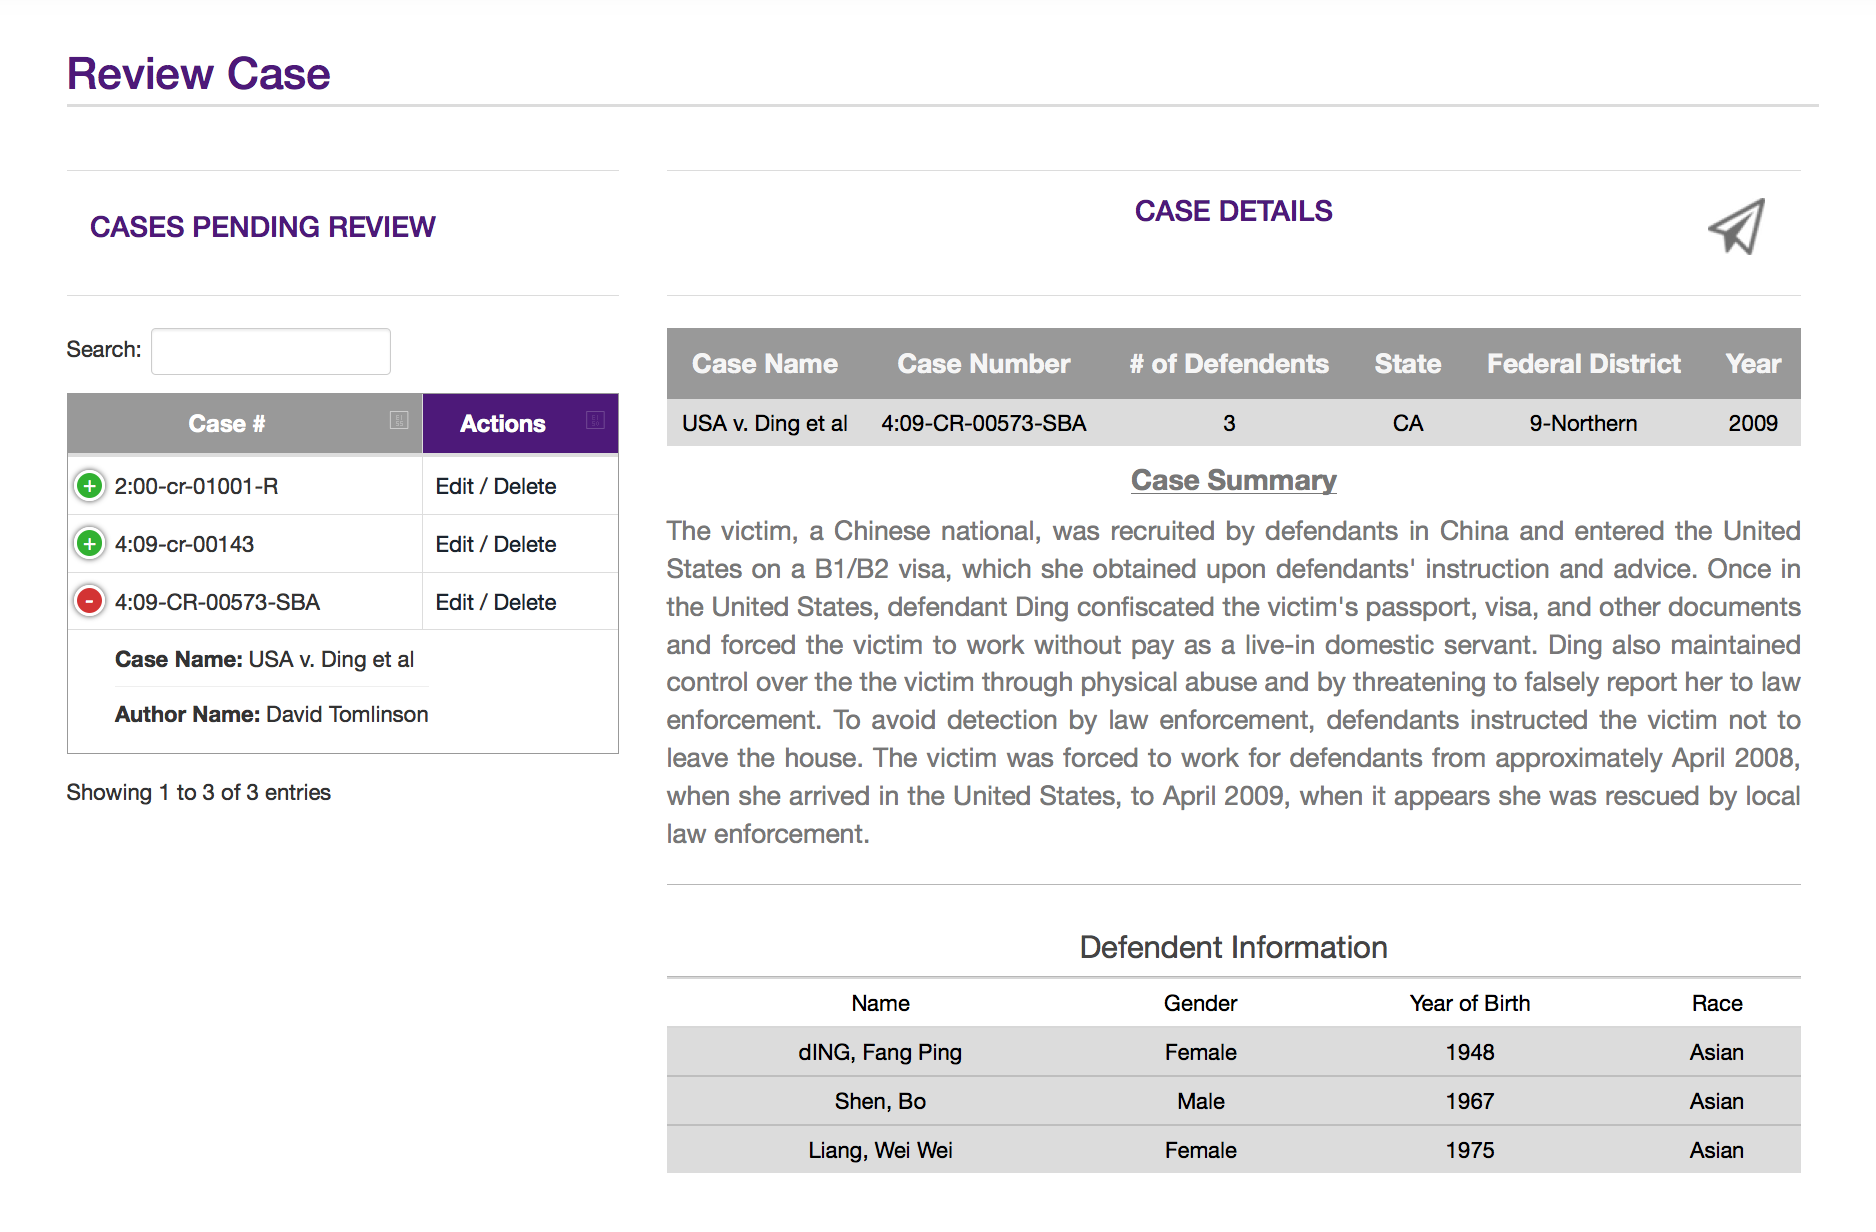 Review Case
CASES PENDING REVIEW
Search:
Case # Actions
+ 2:00-cr-01001-R Edit / Delete
+ 4:09-cr-00143 Edit / Delete
- 4:09-CR-00573-SBA Edit / Delete
Case Name: USA v. Ding et al
Author Name: David Tomlinson
Showing 1 to 3 of 3 entries
CASE DETAILS
Case Name Case Number # of Defendents State Federal District Year
USA v. Ding et al 4:09-CR-00573-SBA 3 CA 9-Northern 2009
Case Summary
The victim, a Chinese national, was recruited by defendants in China and entered the United
States on a B1/B2 visa, which she obtained upon defendants' instruction and advice. Once in
the United States, defendant Ding confiscated the victim's passport, visa, and other documents
and forced the victim to work without pay as a live-in domestic servant. Ding also maintained
control over the the victim through physical abuse and by threatening to falsely report her to law
enforcement. To avoid detection by law enforcement, defendants instructed the victim not to
leave the house. The victim was forced to work for defendants from approximately April 2008,
when she arrived in the United States, to April 2009, when it appears she was rescued by local
law enforcement.
Defendent Information
Name Gender Year of Birth Race
dING, Fang Ping Female 1948 Asian
Shen, Bo Male 1967 Asian
Liang, Wei Wei Female 1975 Asian